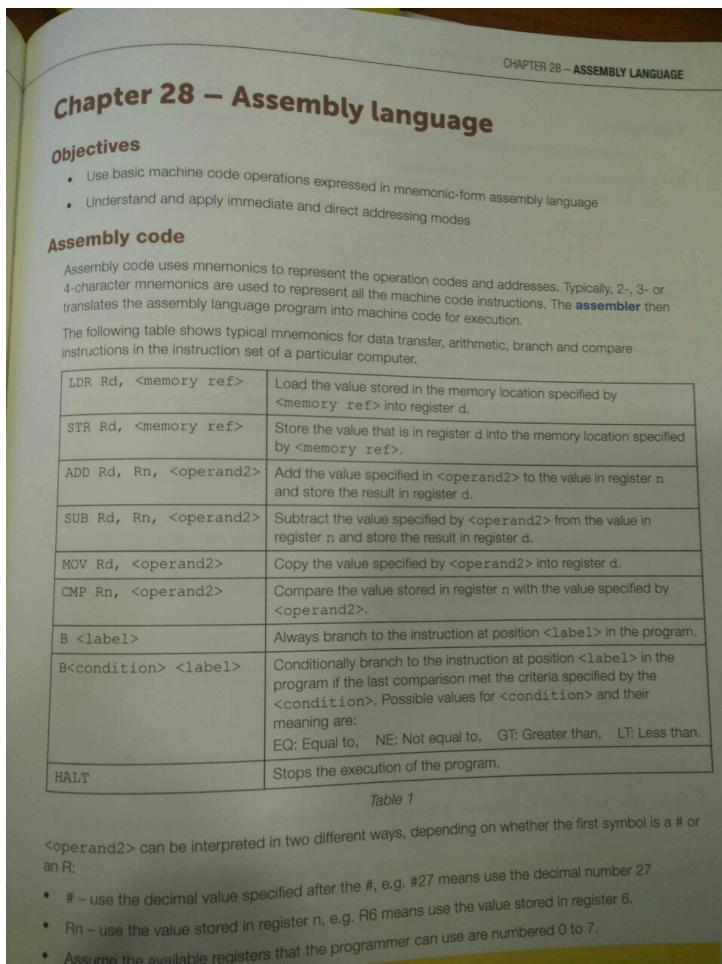 CHAPTER 28 – ASSEMBLY LANGUAGE
Chapter 28 – Assembly language
Objectives
• Use basic machine code operations expressed in mnemonic-form assembly language
• Understand and apply immediate and direct addressing modes
Assembly code
Assembly code uses mnemonics to represent the operation codes and addresses. Typically, 2-, 3- or
4-character mnemonics are used to represent all the machine code instructions. The assembler then
translates the assembly language program into machine code for execution.
The following table shows typical mnemonics for data transfer, arithmetic, branch and compare
instructions in the instruction set of a particular computer.
LDR Rd, <memory ref>
Load the value stored in the memory location specified by
<memory ref> into register d.
STR Rd, <memory ref>
Store the value that is in register d into the memory location specified
by <memory ref>.
ADD Rd, Rn, <operand2>
Add the value specified in <operand2> to the value in register n
and store the result in register d.
SUB Rd, Rn, <operand2>
Subtract the value specified by <operand2> from the value in
register n and store the result in register d.
MOV Rd, <operand2>
Copy the value specified by <operand2> into register d.
CMP Rn, <operand2>
Compare the value stored in register n with the value specified by
<operand2>.
B <label>
Always branch to the instruction at position <label> in the program.
B<condition> <label>
Conditionally branch to the instruction at position <label> in the
program if the last comparison met the criteria specified by the
<condition>. Possible values for <condition> and their
meaning are:
EQ: Equal to, NE: Not equal to, GT: Greater than, LT: Less than.
HALT
Stops the execution of the program.
Table 1
<operand2> can be interpreted in two different ways, depending on whether the first symbol is a # or
an R:
• # – use the decimal value specified after the #, e.g. #27 means use the decimal number 27
• Rn – use the value stored in register n, e.g. R6 means use the value stored in register 6.
• Assume the available registers that the programmer can use are numbered 0 to 7.